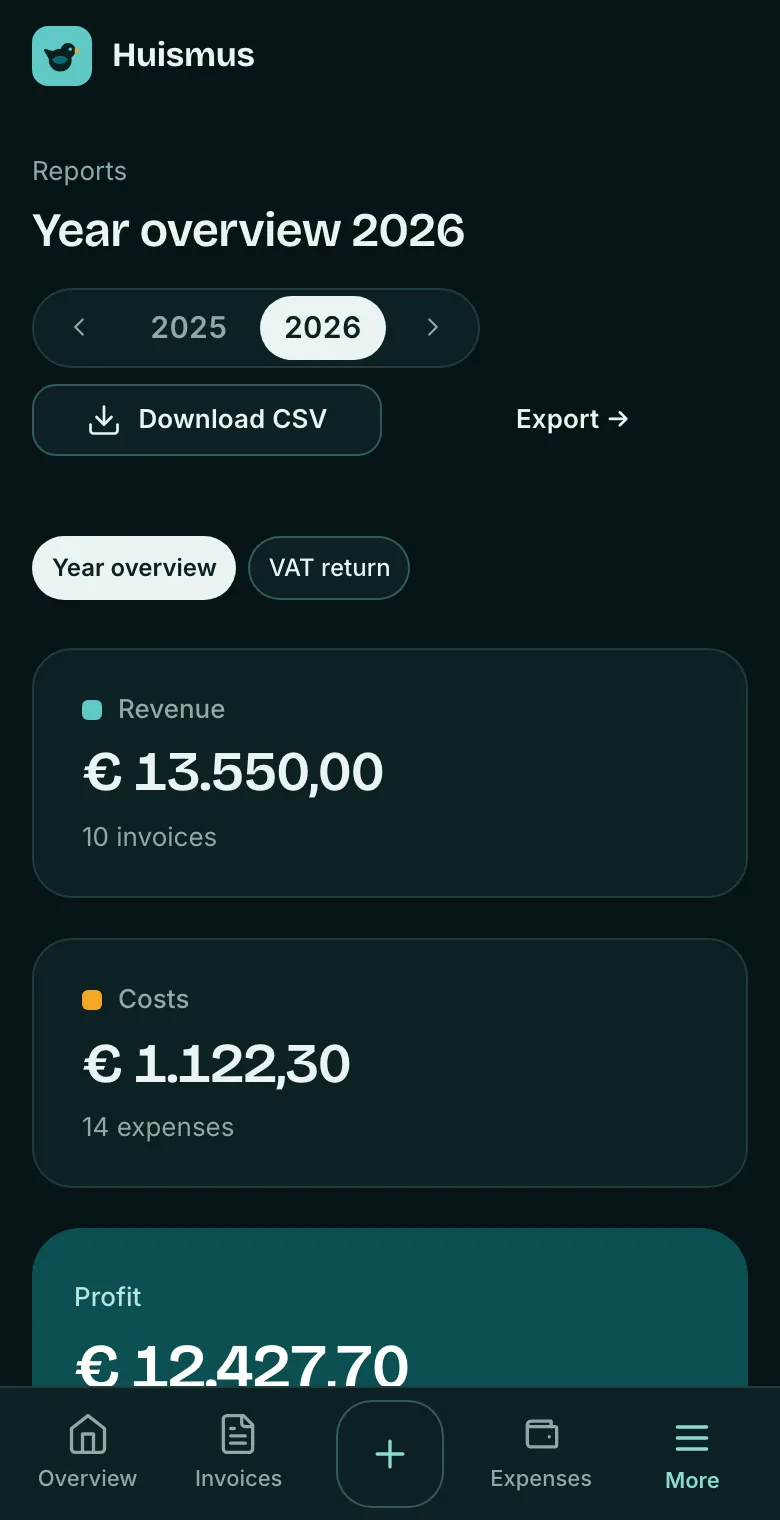 Huismus
Reports
Year overview 2026
2025 2026
Download CSV Export →
Year overview VAT return
Revenue
€ 13.550,00
10 invoices
Costs
€ 1.122,30
14 expenses
Profit
€ 12.427,70
Overview Invoices + Expenses More